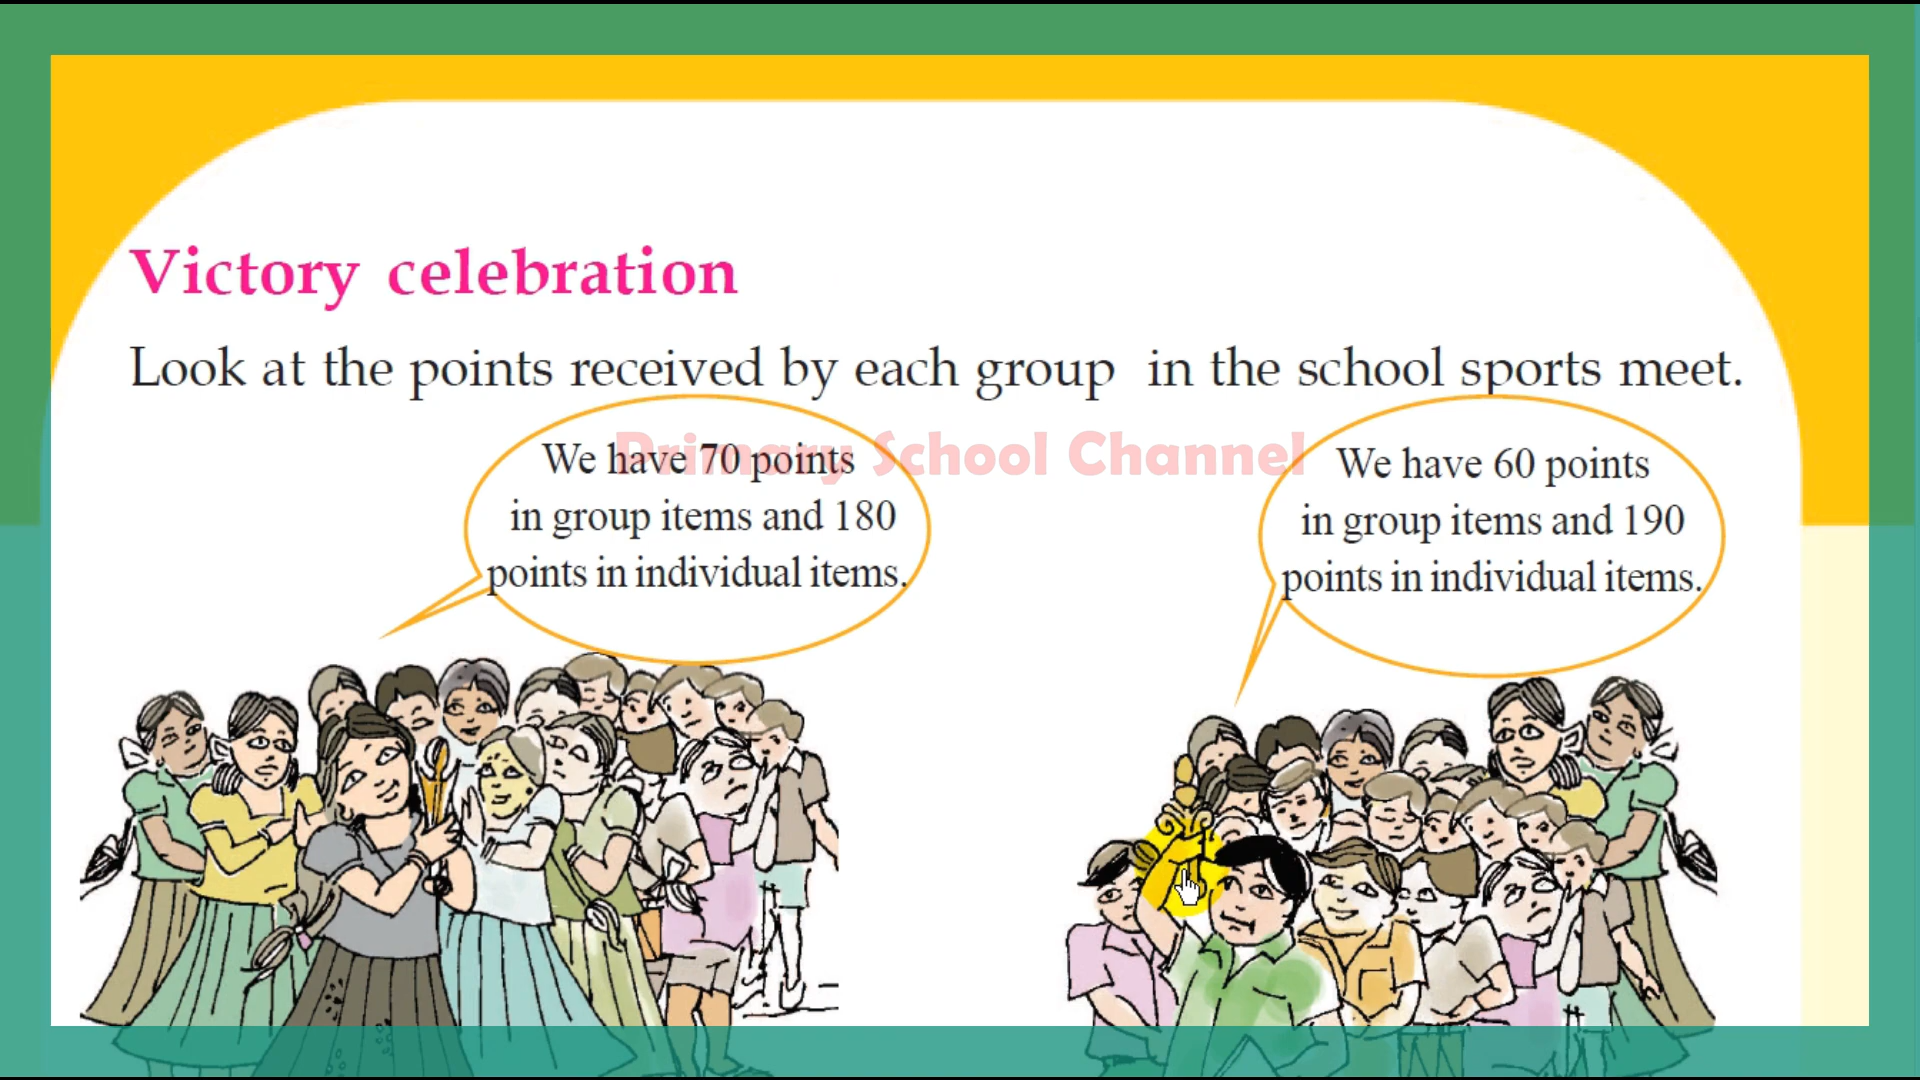 Victory celebration
Look at the points received by each group in the school sports meet.
Primary School Channel
We have 70 points
in group items and 180
points in individual items.
We have 60 points
in group items and 190
points in individual items.